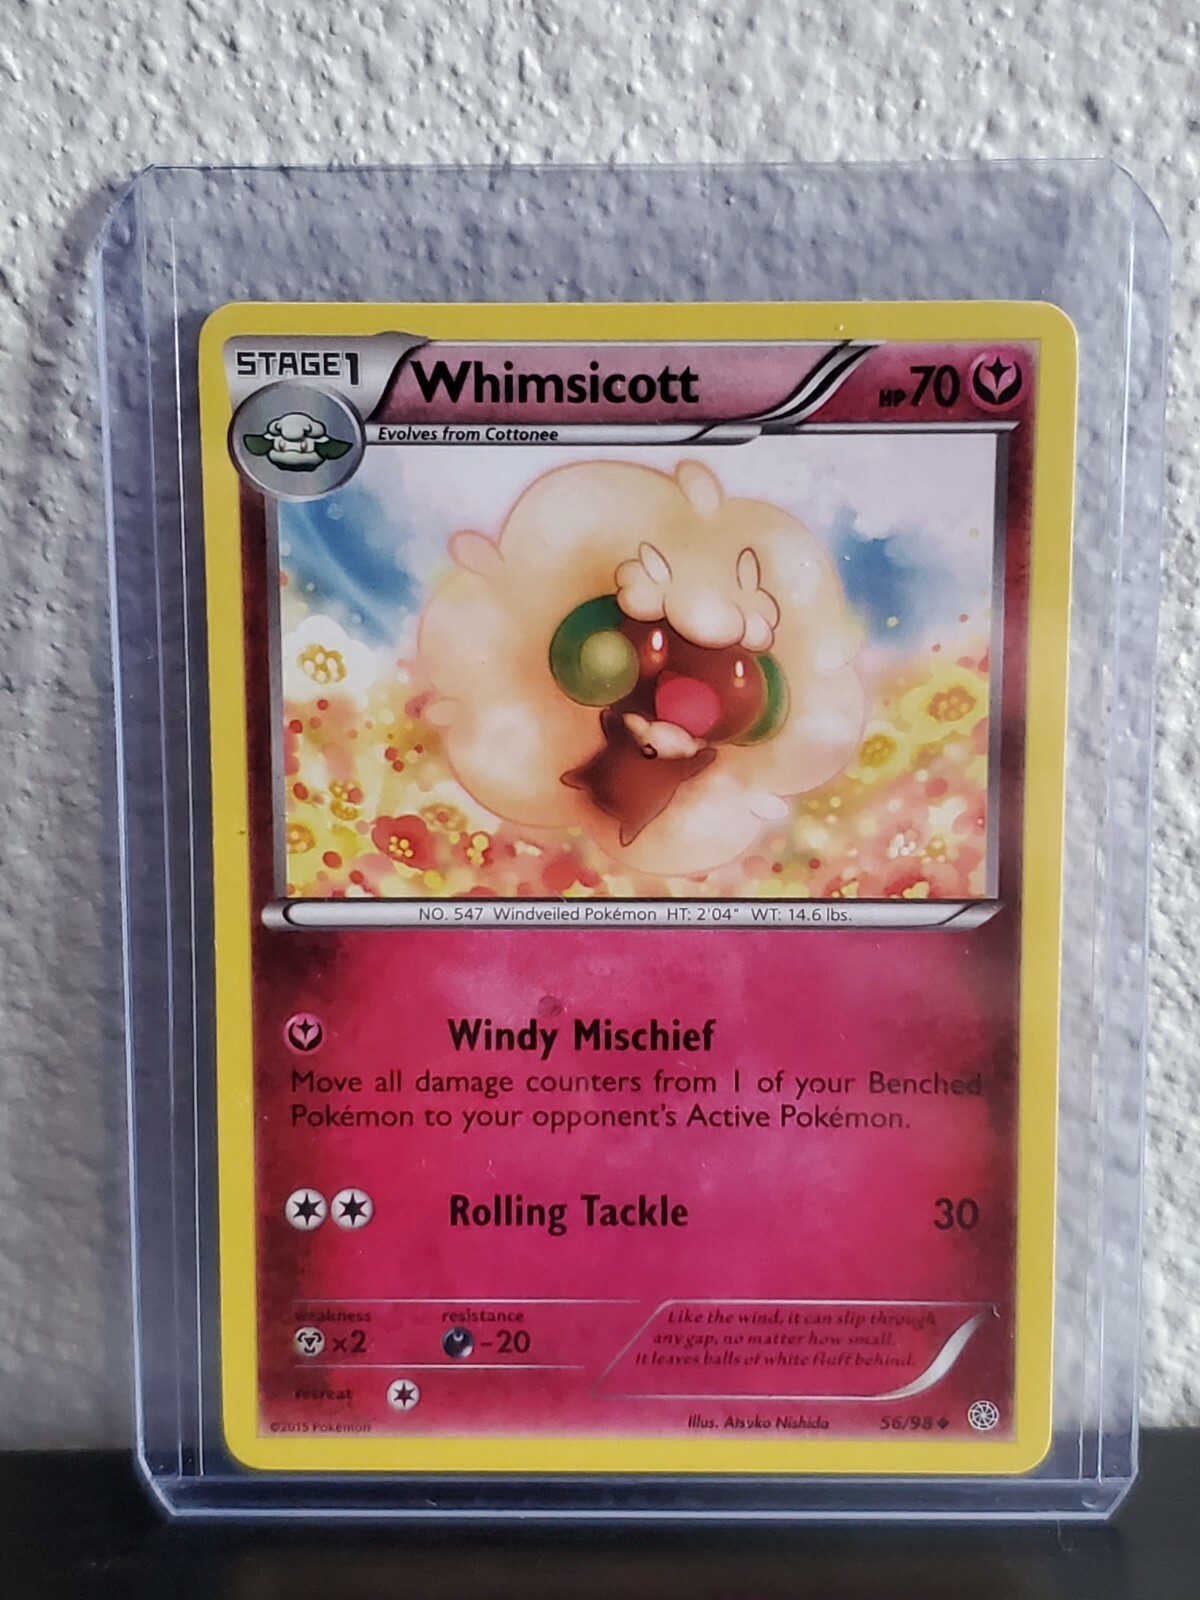 STAGE1
Whimsicott
HP70
Evolves from Cottonee
NO. 547 Windveiled Pokémon HT: 2'04" WT: 14.6 lbs.
Windy Mischief
Move all damage counters from 1 of your Benched
Pokémon to your opponent's Active Pokémon.
Rolling Tackle 30
weakness
×2
resistance
-20
retreat
Like the wind, it can slip through
any gap, no matter how small.
It leaves balls of white fluff behind.
©2015 Pokémon
Illus. Atsuko Nishida
56/98